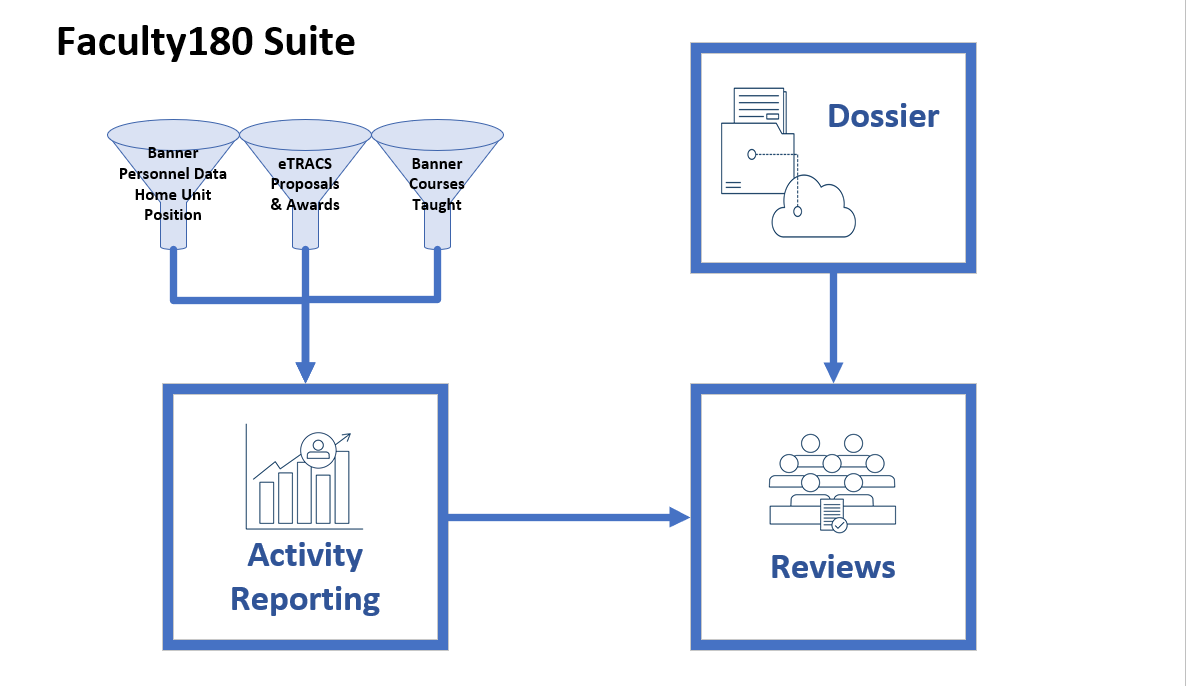 Faculty180 Suite
Banner
Personnel Data
Home Unit
Position
eTRACS
Proposals
& Awards
Banner
Courses
Taught
Dossier
Activity
Reporting
Reviews